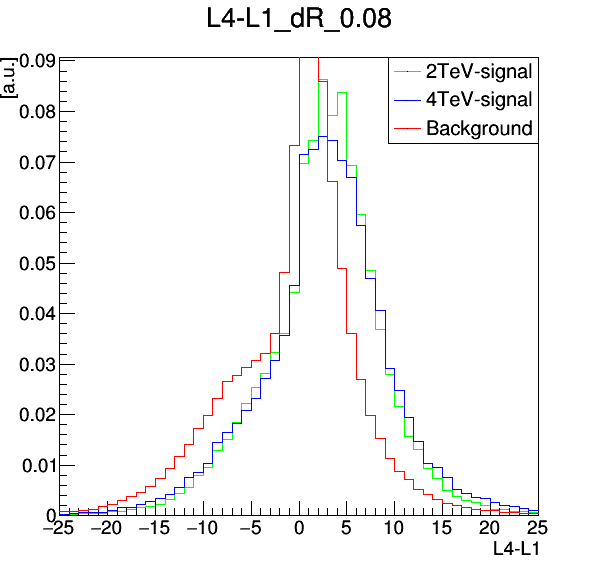 L4-L1_dR_0.08
[a.u.]
0.09
0.08
0.07
0.06
0.05
0.04
0.03
0.02
0.01
0
2TeV-signal
4TeV-signal
Background
−25 −20 −15 −10 −5 0 5 10 15 20 25
L4-L1